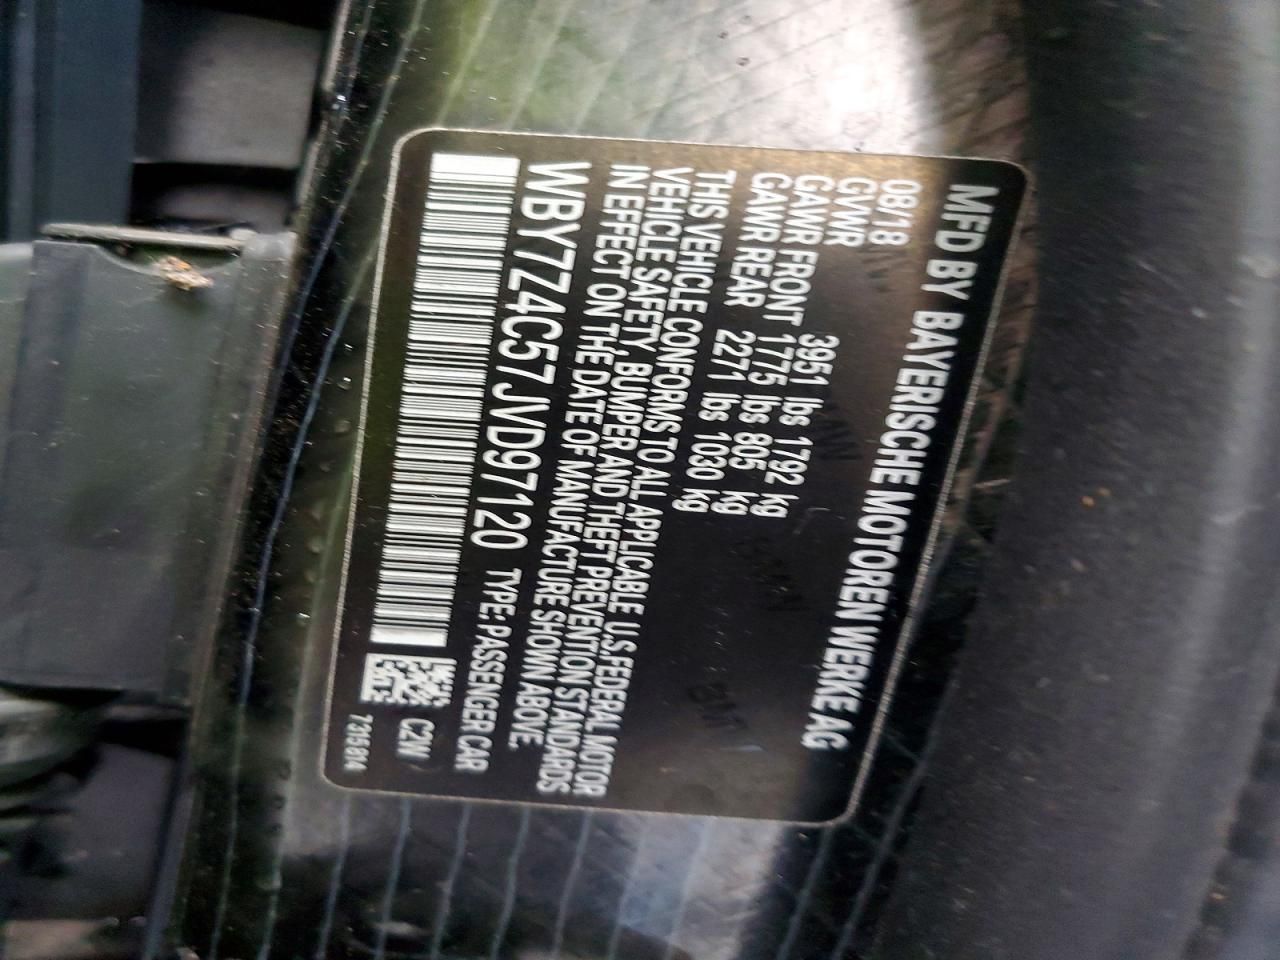 MFD BY BAYERISCHE MOTOREN WERKE AG
08/18
GVWR 3951 lbs 1792 kg
GAWR FRONT 1775 lbs 805 kg
GAWR REAR 2271 lbs 1030 kg
THIS VEHICLE CONFORMS TO ALL APPLICABLE U.S.FEDERAL MOTOR
VEHICLE SAFETY, BUMPER AND THEFT PREVENTION STANDARDS
IN EFFECT ON THE DATE OF MANUFACTURE SHOWN ABOVE.
WBY7Z4C57JVD97120 TYPE:PASSENGER CAR
C2W